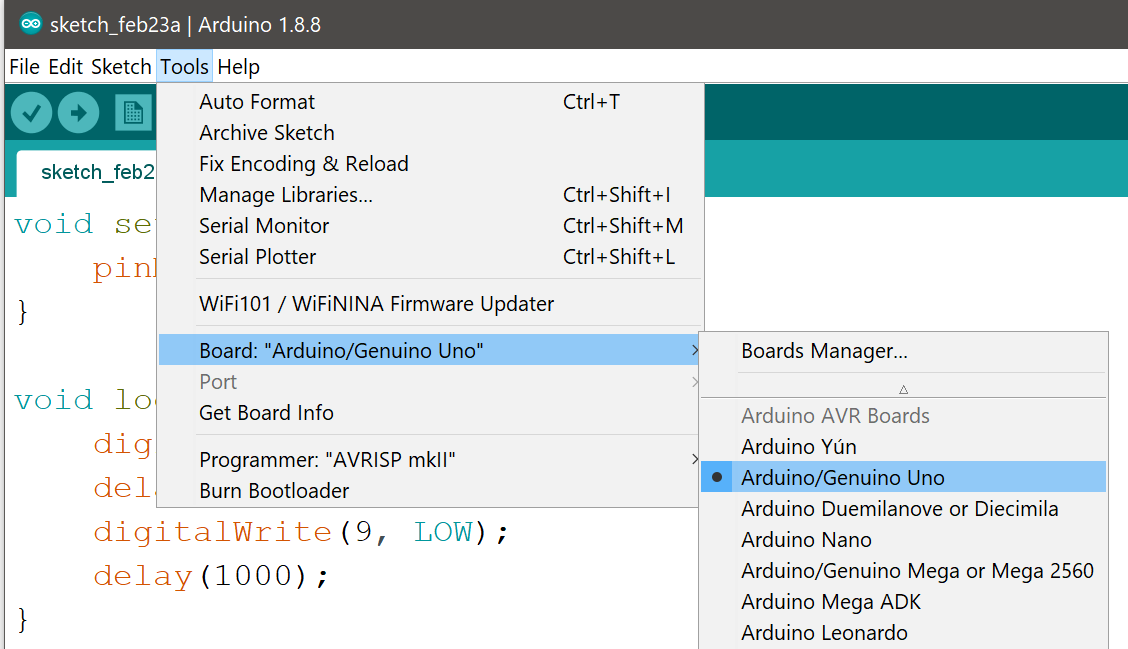 sketch_feb23a | Arduino 1.8.8
File Edit Sketch Tools Help
Auto Format Ctrl+T
Archive Sketch
Fix Encoding & Reload
Manage Libraries... Ctrl+Shift+I
Serial Monitor Ctrl+Shift+M
Serial Plotter Ctrl+Shift+L
WiFi101 / WiFiNINA Firmware Updater
Board: "Arduino/Genuino Uno"
Port
Get Board Info
Programmer: "AVRISP mkII"
Burn Bootloader
Boards Manager...
Arduino AVR Boards
Arduino Yún
Arduino/Genuino Uno
Arduino Duemilanove or Diecimila
Arduino Nano
Arduino/Genuino Mega or Mega 2560
Arduino Mega ADK
Arduino Leonardo
sketch_feb2
void se
pin
}
void lo
dig
del
digitalWrite(9, LOW);
delay(1000);
}